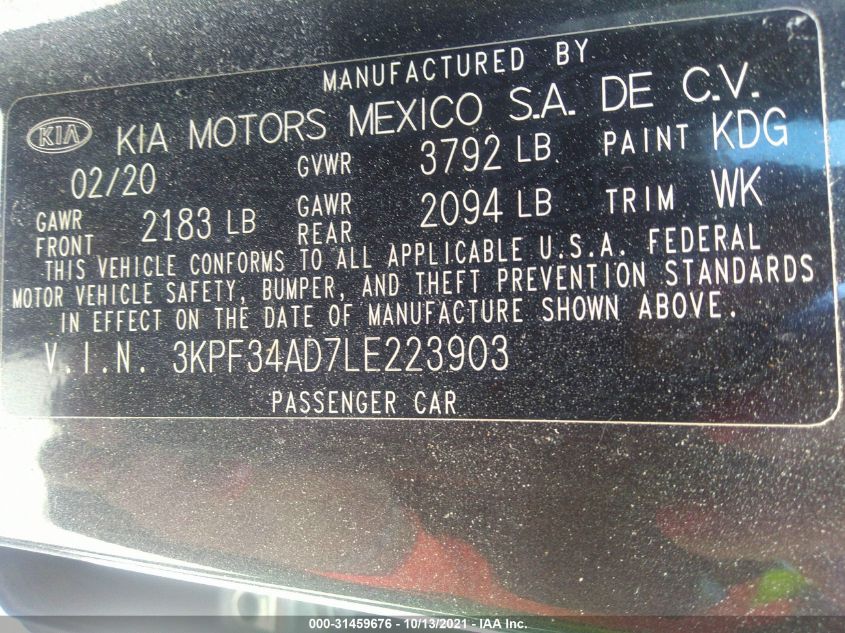 MANUFACTURED BY
KIA KIA MOTORS MEXICO S.A. DE C.V.
02/20 GVWR 3792 LB PAINT KDG
GAWR FRONT 2183 LB GAWR REAR 2094 LB TRIM WK
THIS VEHICLE CONFORMS TO ALL APPLICABLE U.S.A. FEDERAL
MOTOR VEHICLE SAFETY, BUMPER, AND THEFT PREVENTION STANDARDS
IN EFFECT ON THE DATE OF MANUFACTURE SHOWN ABOVE.
V.I.N. 3KPF34AD7LE223903
PASSENGER CAR
000-31459676 - 10/13/2021 - IAA Inc.